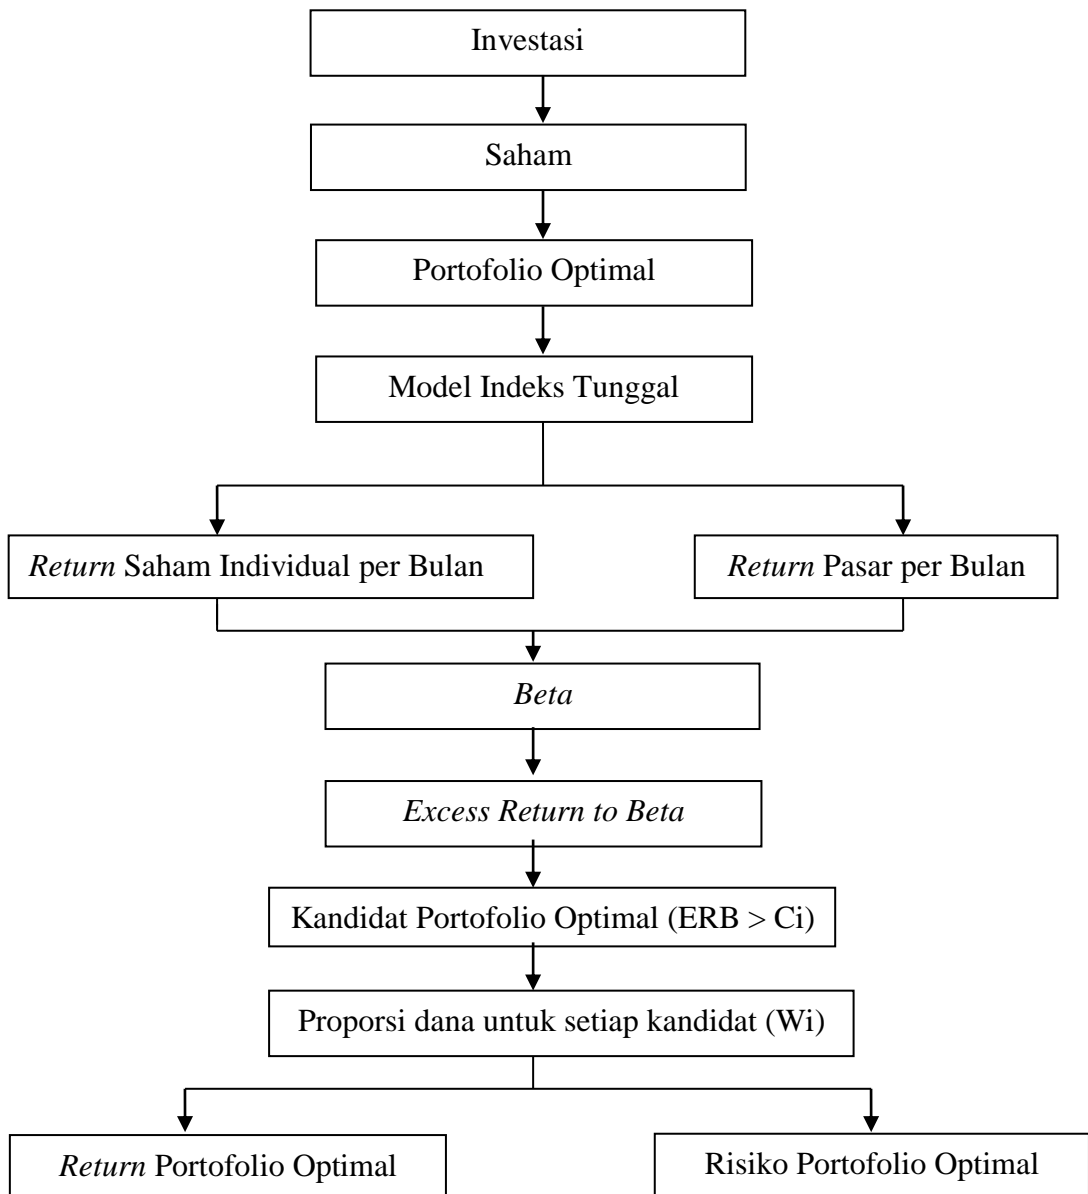 Investasi
Saham
Portofolio Optimal
Model Indeks Tunggal
Return Saham Individual per Bulan
Return Pasar per Bulan
Beta
Excess Return to Beta
Kandidat Portofolio Optimal (ERB > Ci)
Proporsi dana untuk setiap kandidat (Wi)
Return Portofolio Optimal
Risiko Portofolio Optimal